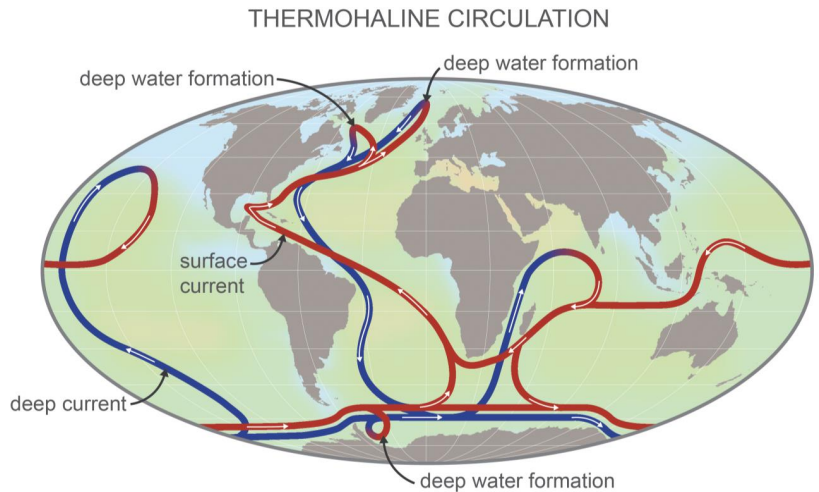 THERMOHALINE CIRCULATION
deep water formation
deep water formation
surface
current
deep current
deep water formation